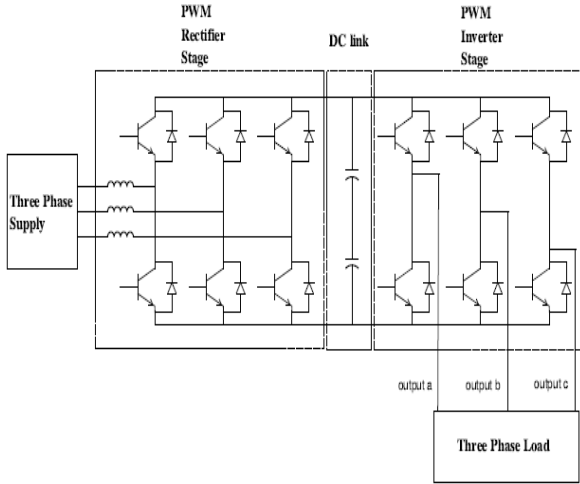 PWM
Rectifier
Stage
DC link
PWM
Inverter
Stage
Three Phase
Supply
output a
output b
output c
Three Phase Load